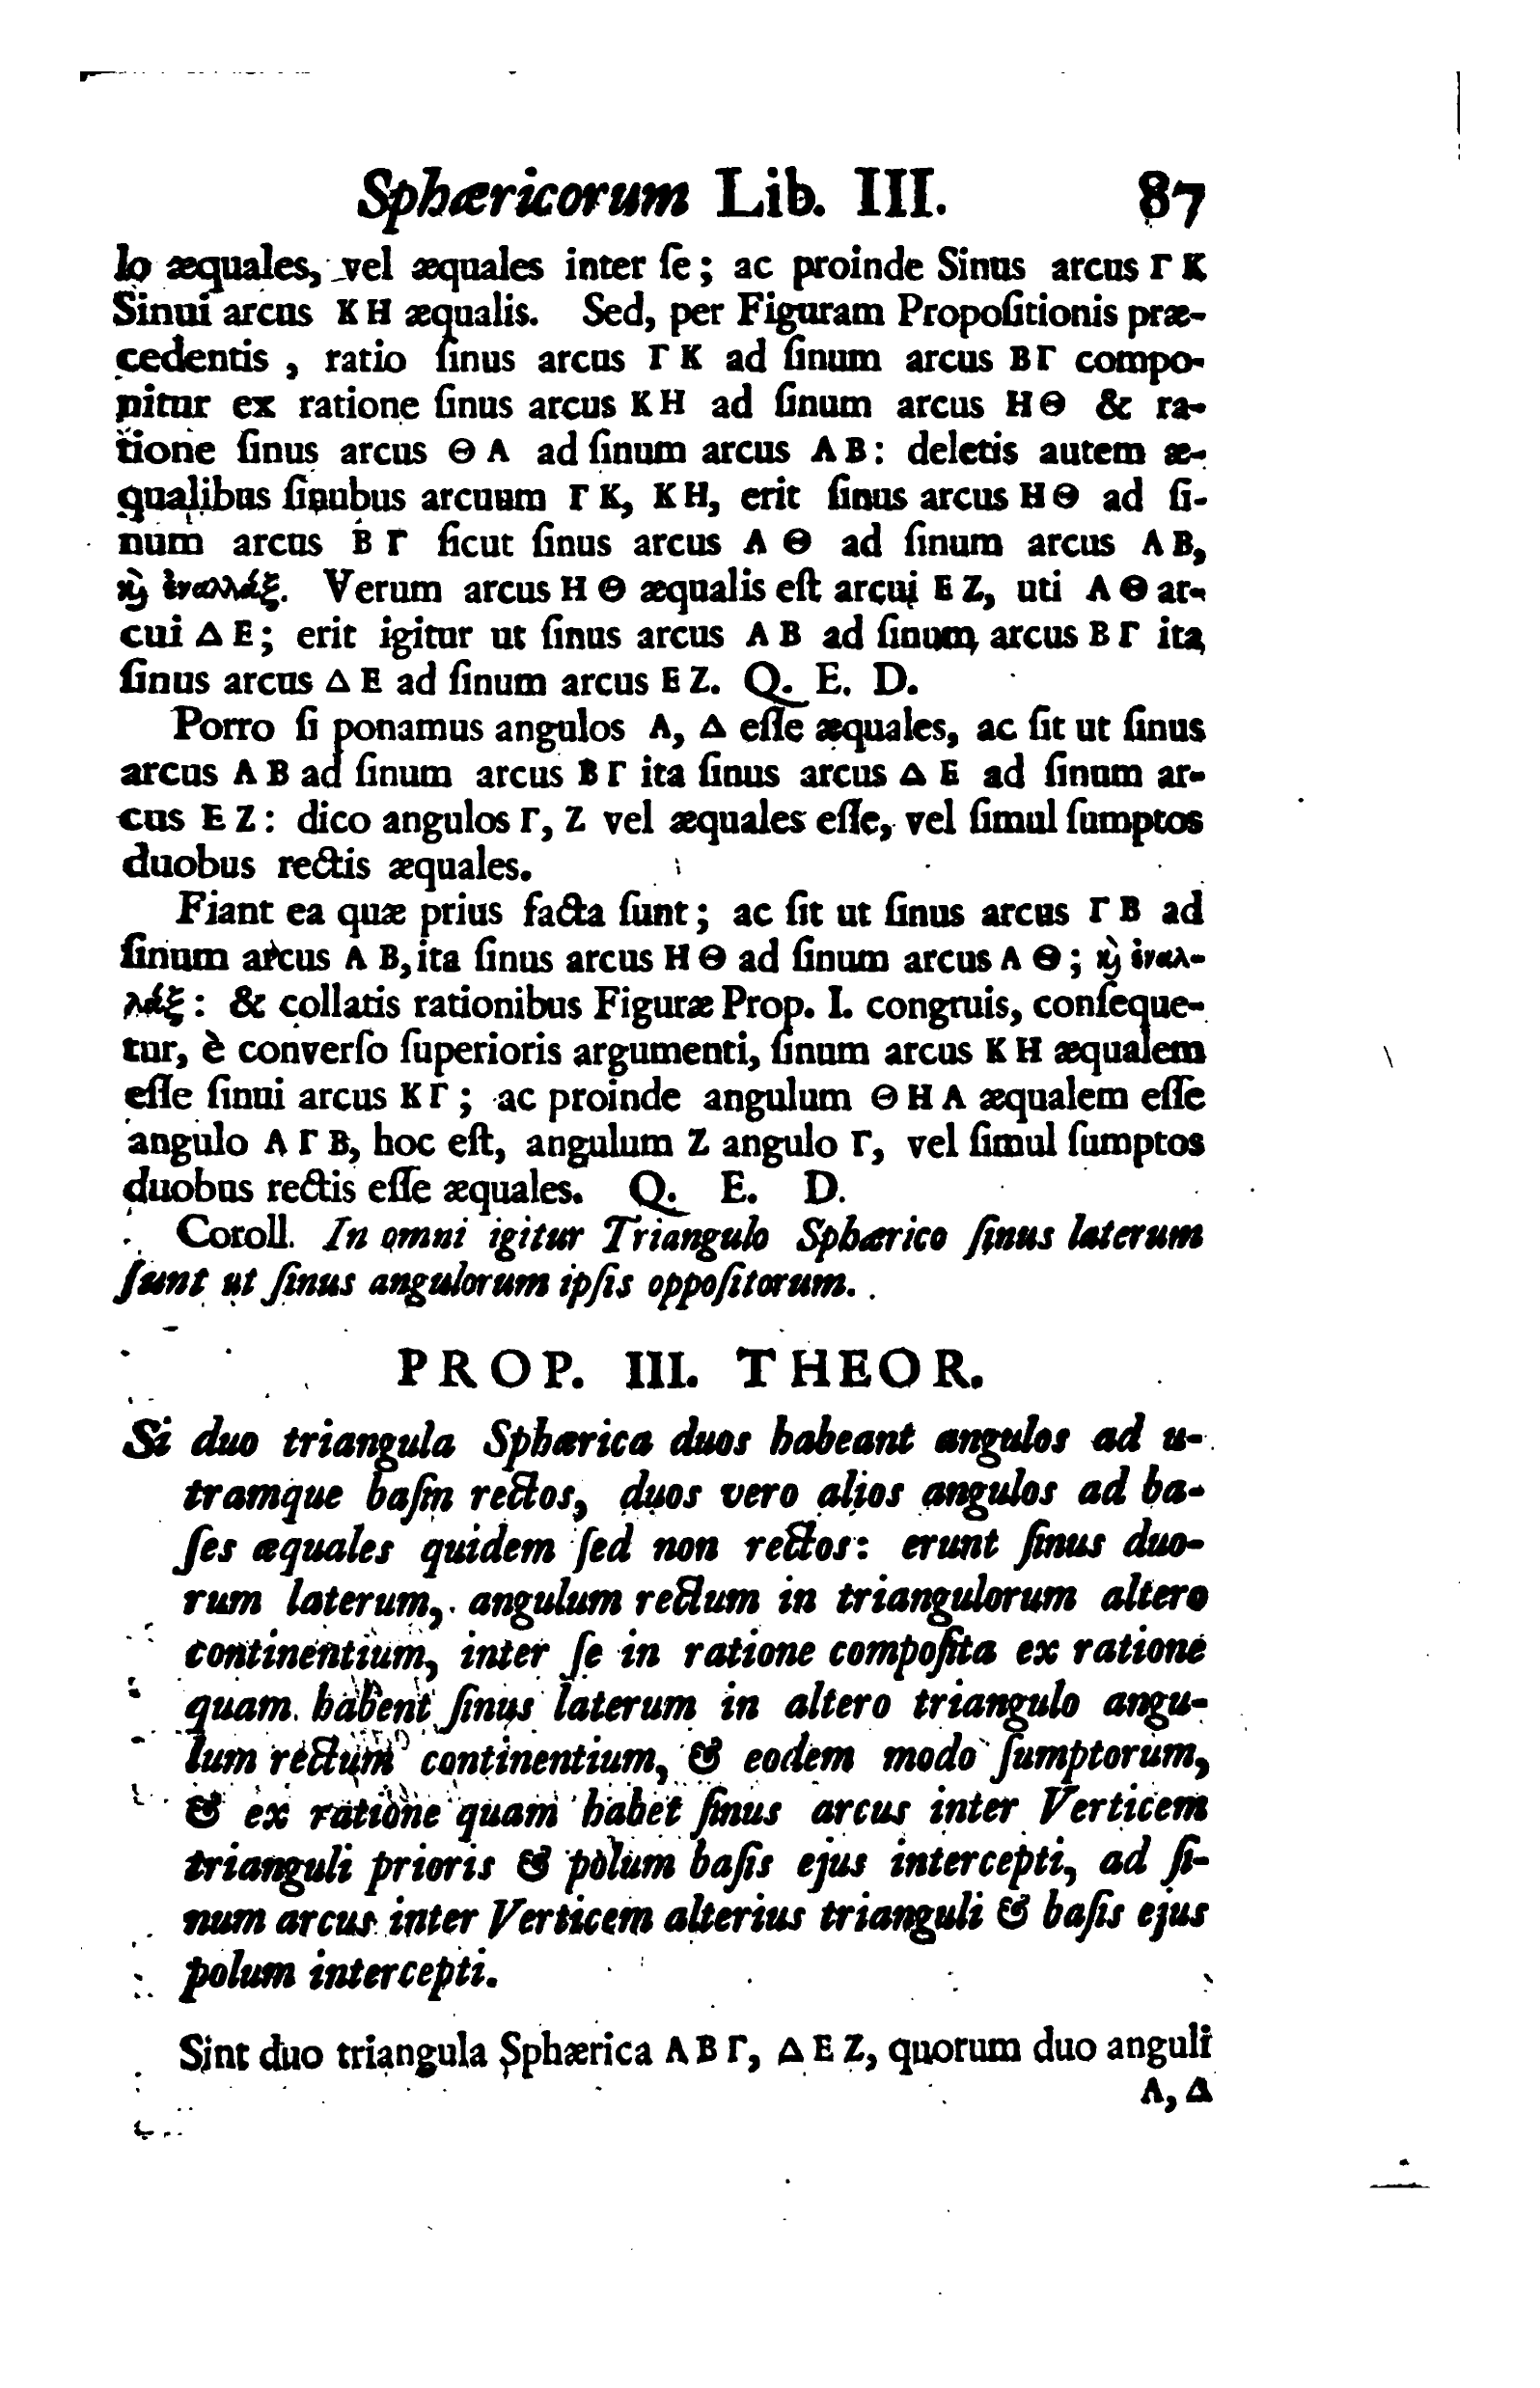 Sphæricorum Lib. III. 87
lo æquales, vel æquales inter ſe; ac proinde Sinus arcus Γ Κ
Sinui arcus Κ Η æqualis. Sed, per Figuram Propoſitionis præ-
cedentis, ratio ſinus arcus Γ Κ ad ſinum arcus Β Γ compo-
nitur ex ratione ſinus arcus Κ Η ad ſinum arcus Η Θ & ra-
tione ſinus arcus Θ Α ad ſinum arcus Α Β: deletis autem æ-
qualibus ſinubus arcuum Γ Κ, Κ Η, erit ſinus arcus Η Θ ad ſi-
num arcus Β Γ ſicut ſinus arcus Α Θ ad ſinum arcus Α Β,
ϗ̀ ἐναλλάξ. Verum arcus Η Θ æqualis eſt arcui Ε Ζ, uti Α Θ ar-
cui Δ Ε; erit igitur ut ſinus arcus Α Β ad ſinum arcus Β Γ ita
ſinus arcus Δ Ε ad ſinum arcus Ε Ζ. Q. E. D.
Porro ſi ponamus angulos Α, Δ eſſe æquales, ac ſit ut ſinus
arcus Α Β ad ſinum arcus Β Γ ita ſinus arcus Δ Ε ad ſinum ar-
cus Ε Ζ: dico angulos Γ, Ζ vel æquales eſſe, vel ſimul ſumptos
duobus rectis æquales.
Fiant ea quæ prius facta ſunt; ac ſit ut ſinus arcus Γ Β ad
ſinum arcus Α Β, ita ſinus arcus Η Θ ad ſinum arcus Α Θ; ϗ̀ ἐναλ-
λάξ: & collatis rationibus Figuræ Prop. I. congruis, conſeque-
tur, è converſo ſuperioris argumenti, ſinum arcus Κ Η æqualem
eſſe ſinui arcus Κ Γ; ac proinde angulum Θ Η Α æqualem eſſe
angulo Α Γ Β, hoc eſt, angulum Ζ angulo Γ, vel ſimul ſumptos
duobus rectis eſſe æquales. Q. E. D.
Coroll. In omni igitur Triangulo Sphærico ſinus laterum
ſunt ut ſinus angulorum ipſis oppoſitorum.
PROP. III. THEOR.
Si duo triangula Sphærica duos habeant angulos ad u-
tramque baſin rectos, duos vero alios angulos ad ba-
ſes æquales quidem ſed non rectos: erunt ſinus duo-
rum laterum, angulum rectum in triangulorum altero
continentium, inter ſe in ratione compoſita ex ratione
quam habent ſinus laterum in altero triangulo angu-
lum rectum continentium, & eodem modo ſumptorum,
& ex ratione quam habet ſinus arcus inter Verticem
trianguli prioris & polum baſis ejus intercepti, ad ſi-
num arcus inter Verticem alterius trianguli & baſis ejus
polum intercepti.
Sint duo triangula Sphærica Α Β Γ, Δ Ε Ζ, quorum duo anguli
Α, Δ